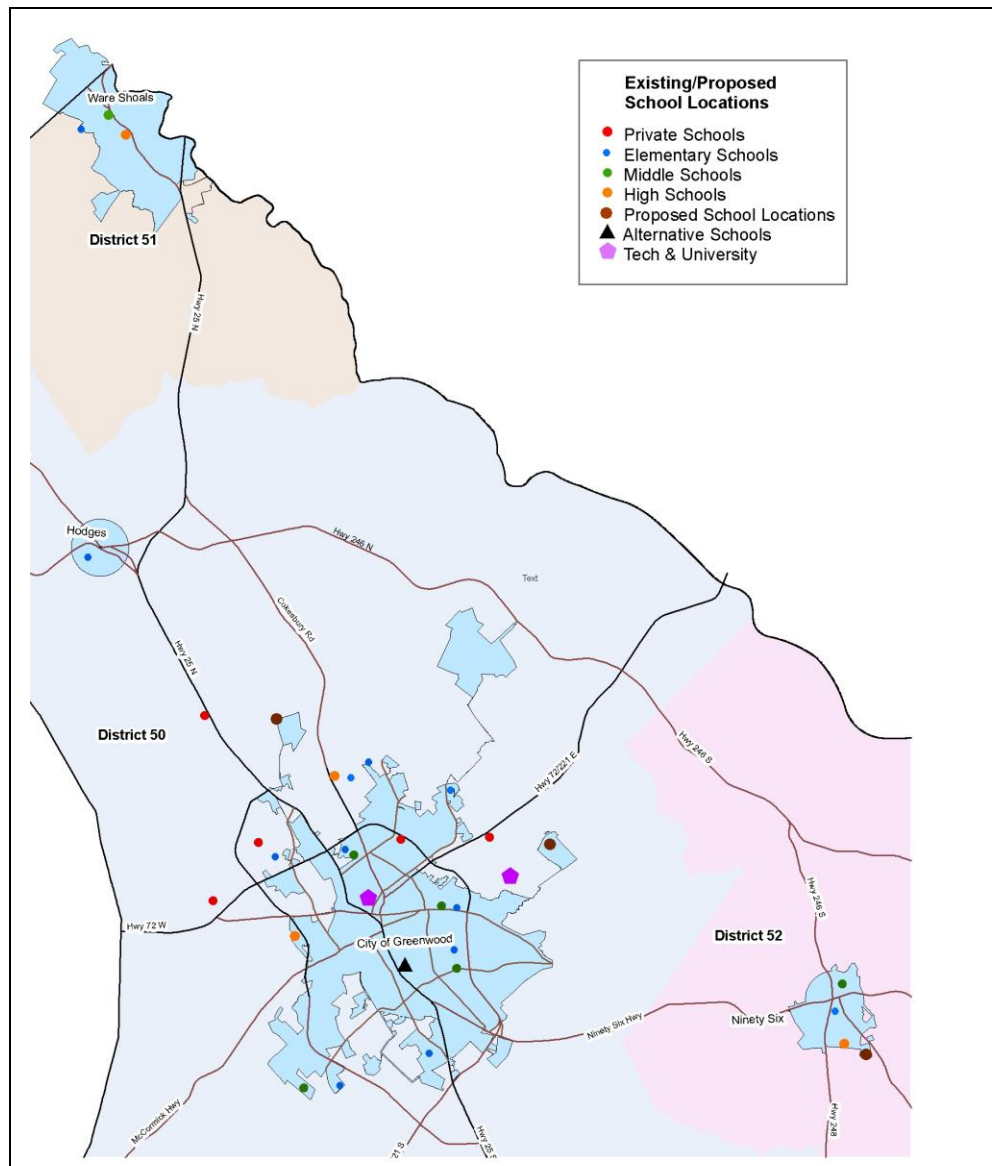 Existing/Proposed
School Locations
Private Schools
Elementary Schools
Middle Schools
High Schools
Proposed School Locations
Alternative Schools
Tech & University
Ware Shoals
District 51
Hwy 25 N
Hodges
Hwy 246 N
Text
Cokesbury Rd
Hwy 25 N
District 50
Hwy 72/221 E
Hwy 246 S
Hwy 72 W
City of Greenwood
Hwy 246 S
District 52
Ninety Six
Ninety Six Hwy
McCormick Hwy
21 S
Hwy 25 S
Hwy 248